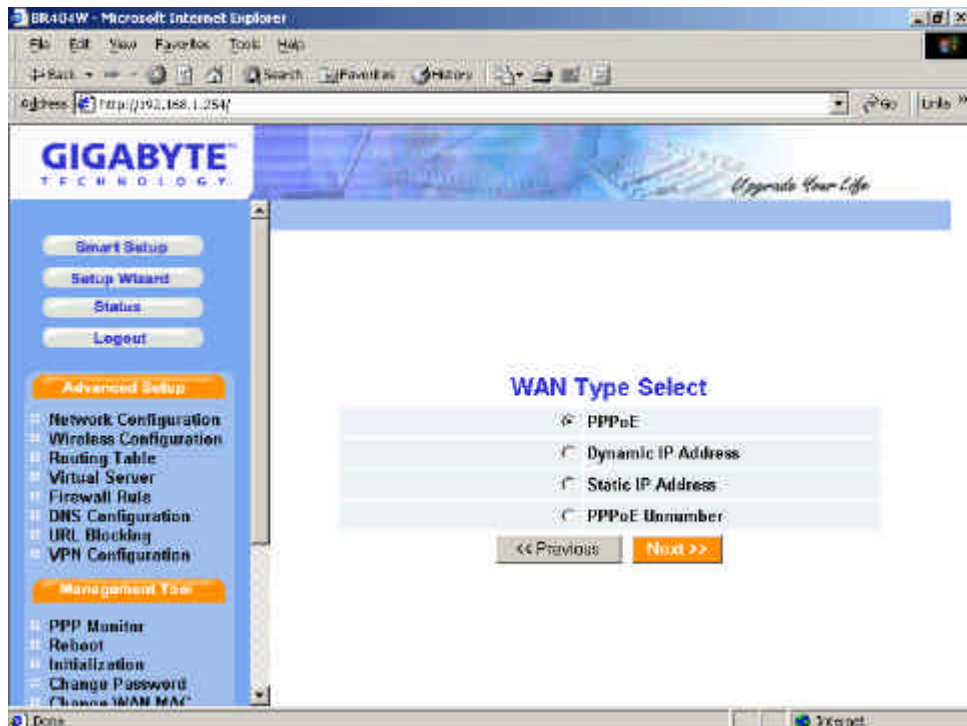 BR404W - Microsoft Internet Explorer
File Edit View Favorites Tools Help
Back Search Favorites History
Address http://192.168.1.254/ Go Links »
GIGABYTE™
TECHNOLOGY
Upgrade Your Life
Smart Setup
Setup Wizard
Status
Logout
Advanced Setup
Network Configuration
Wireless Configuration
Routing Table
Virtual Server
Firewall Rule
DNS Configuration
URL Blocking
VPN Configuration
Management Tool
PPP Monitor
Reboot
Initialization
Change Password
Change WAN MAC
WAN Type Select
PPPoE
Dynamic IP Address
Static IP Address
PPPoE Unnumber
<< Previous
Next >>
Done
Internet